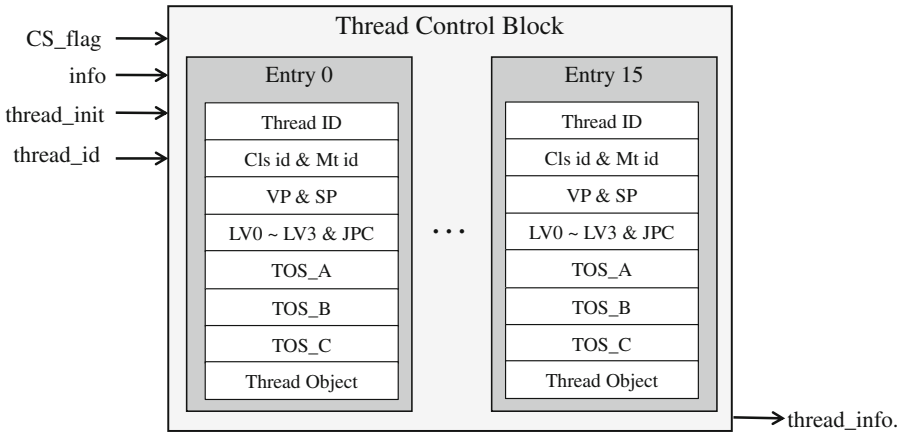 Thread Control Block
CS_flag
info
thread_init
thread_id
Entry 0
Thread ID
Cls id & Mt id
VP & SP
LV0 ~ LV3 & JPC
TOS_A
TOS_B
TOS_C
Thread Object
...
Entry 15
Thread ID
Cls id & Mt id
VP & SP
LV0 ~ LV3 & JPC
TOS_A
TOS_B
TOS_C
Thread Object
thread_info.